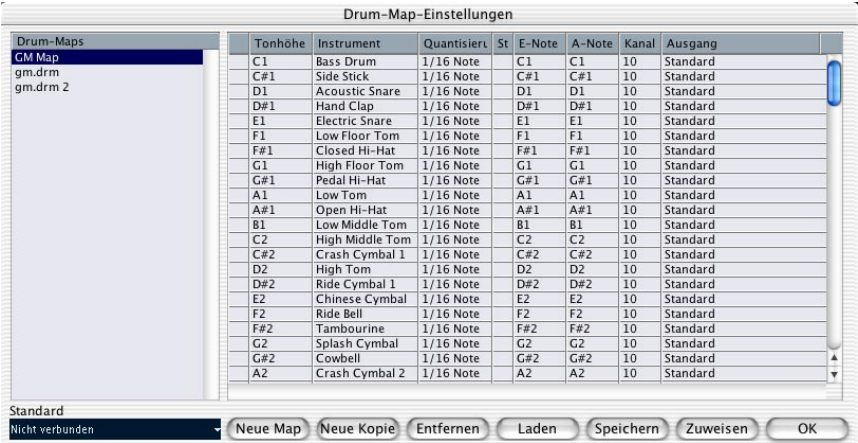 Drum-Map-Einstellungen
Drum-Maps
GM Map
gm.drm
gm.drm 2
Tonhöhe Instrument Quantisieru St E-Note A-Note Kanal Ausgang
C1 Bass Drum 1/16 Note C1 C1 10 Standard
C#1 Side Stick 1/16 Note C#1 C#1 10 Standard
D1 Acoustic Snare 1/16 Note D1 D1 10 Standard
D#1 Hand Clap 1/16 Note D#1 D#1 10 Standard
E1 Electric Snare 1/16 Note E1 E1 10 Standard
F1 Low Floor Tom 1/16 Note F1 F1 10 Standard
F#1 Closed Hi-Hat 1/16 Note F#1 F#1 10 Standard
G1 High Floor Tom 1/16 Note G1 G1 10 Standard
G#1 Pedal Hi-Hat 1/16 Note G#1 G#1 10 Standard
A1 Low Tom 1/16 Note A1 A1 10 Standard
A#1 Open Hi-Hat 1/16 Note A#1 A#1 10 Standard
B1 Low Middle Tom 1/16 Note B1 B1 10 Standard
C2 High Middle Tom 1/16 Note C2 C2 10 Standard
C#2 Crash Cymbal 1 1/16 Note C#2 C#2 10 Standard
D2 High Tom 1/16 Note D2 D2 10 Standard
D#2 Ride Cymbal 1 1/16 Note D#2 D#2 10 Standard
E2 Chinese Cymbal 1/16 Note E2 E2 10 Standard
F2 Ride Bell 1/16 Note F2 F2 10 Standard
F#2 Tambourine 1/16 Note F#2 F#2 10 Standard
G2 Splash Cymbal 1/16 Note G2 G2 10 Standard
G#2 Cowbell 1/16 Note G#2 G#2 10 Standard
A2 Crash Cymbal 2 1/16 Note A2 A2 10 Standard
Standard
Nicht verbunden
Neue Map Neue Kopie Entfernen Laden Speichern Zuweisen OK